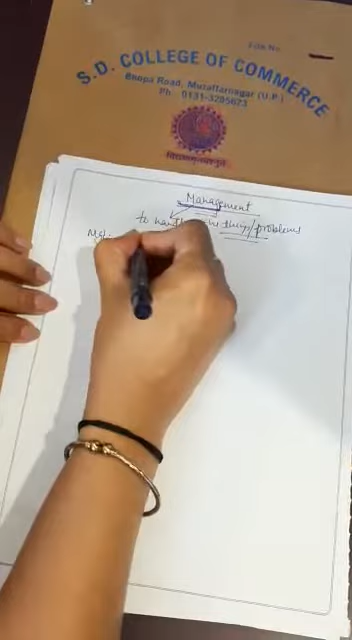 File No.
S.D. COLLEGE OF COMMERCE
Bhopa Road, Muzaffarnagar (U.P.)
Ph. 0131-3295623
Management
to handle the things/problems